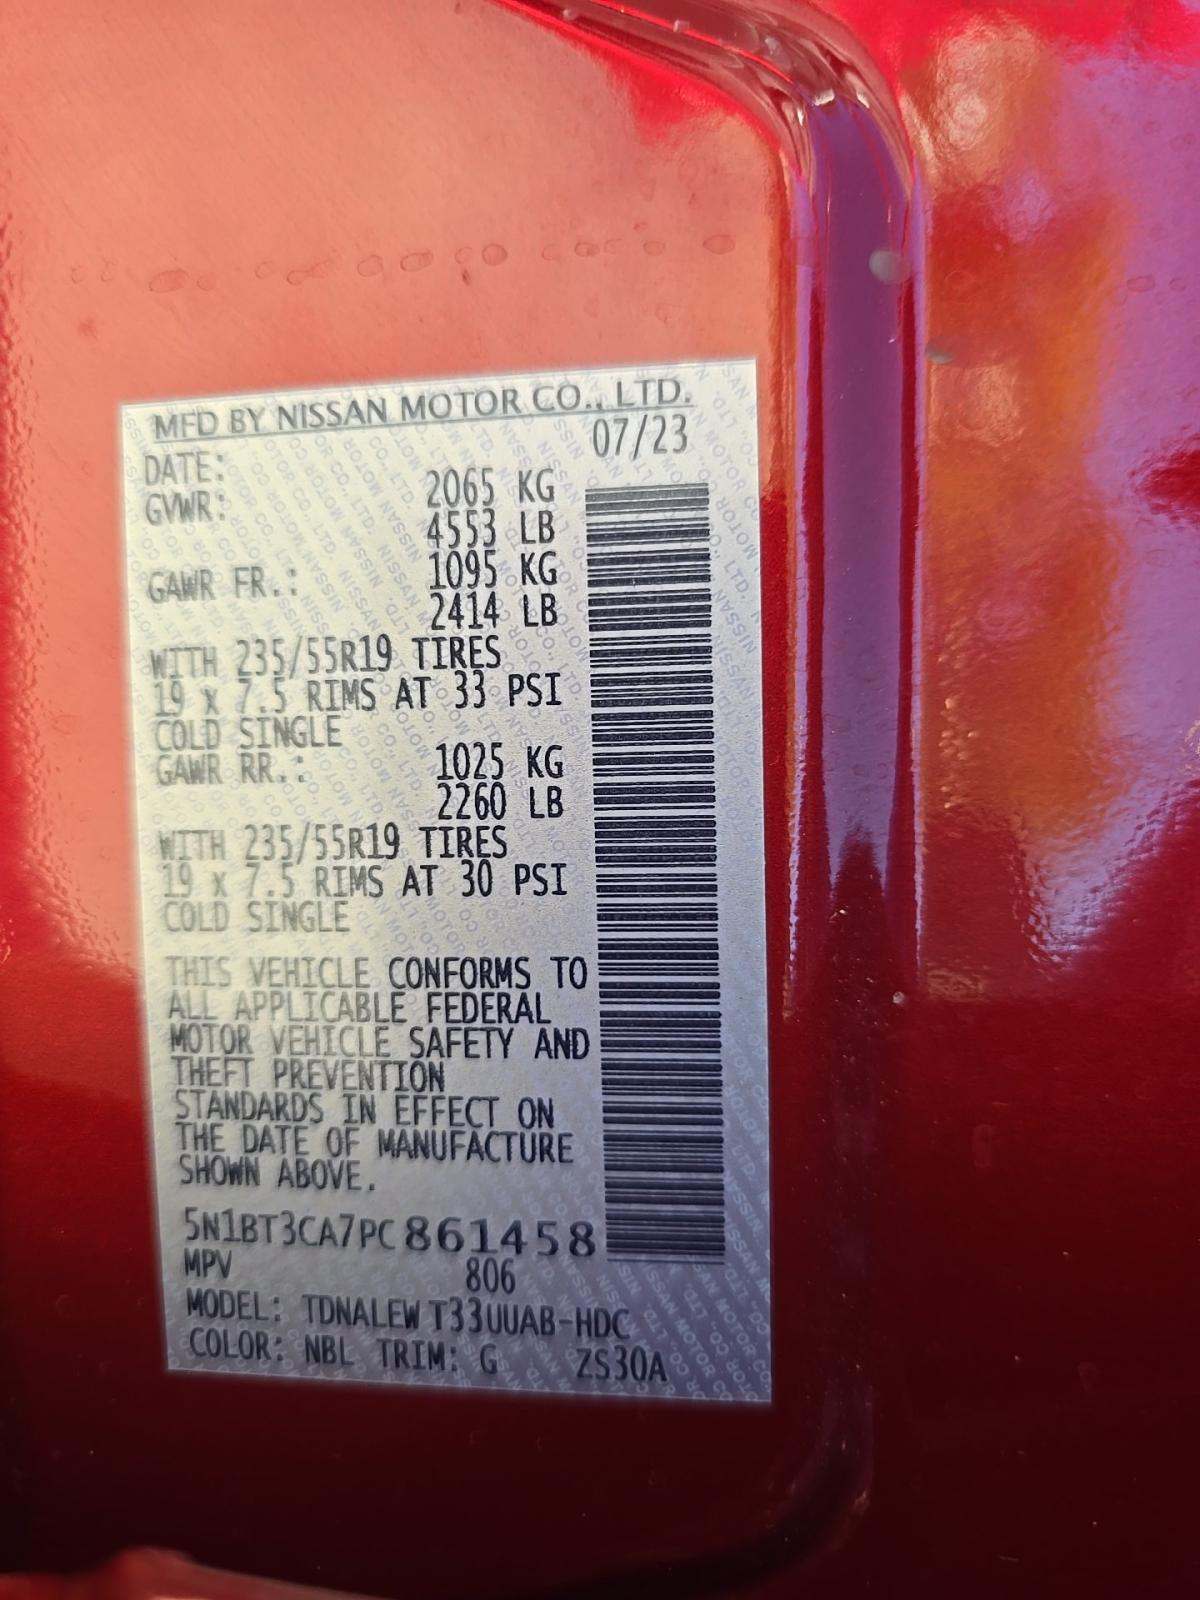 MFD BY NISSAN MOTOR CO., LTD.
DATE: 07/23
GVWR: 2065 KG
4553 LB
GAWR FR.: 1095 KG
2414 LB
WITH 235/55R19 TIRES
19 x 7.5 RIMS AT 33 PSI
COLD SINGLE
GAWR RR.: 1025 KG
2260 LB
WITH 235/55R19 TIRES
19 x 7.5 RIMS AT 30 PSI
COLD SINGLE
THIS VEHICLE CONFORMS TO
ALL APPLICABLE FEDERAL
MOTOR VEHICLE SAFETY AND
THEFT PREVENTION
STANDARDS IN EFFECT ON
THE DATE OF MANUFACTURE
SHOWN ABOVE.
5N1BT3CA7PC861458
MPV 806
MODEL: TDNALEW T33UUAB-HDC
COLOR: NBL TRIM: G ZS30A